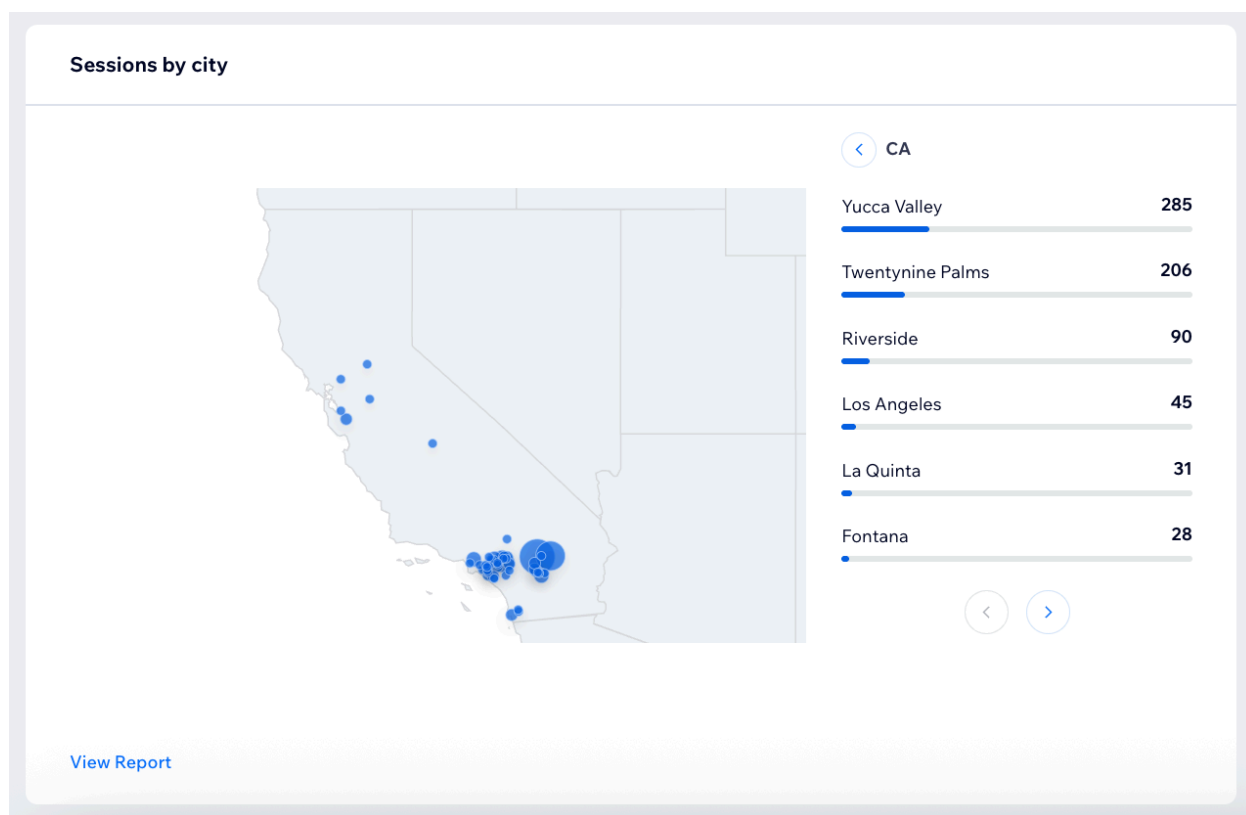 Sessions by city
CA
Yucca Valley 285
Twentynine Palms 206
Riverside 90
Los Angeles 45
La Quinta 31
Fontana 28
View Report